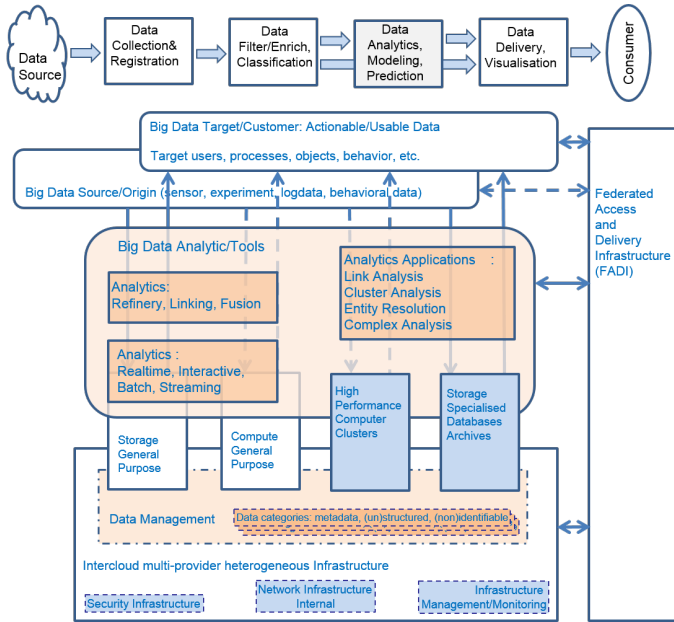 Data
Source
Data
Collection&
Registration
Data
Filter/Enrich,
Classification
Data
Analytics,
Modeling,
Prediction
Data
Delivery,
Visualisation
Consumer
Big Data Target/Customer: Actionable/Usable Data
Target users, processes, objects, behavior, etc.
Big Data Source/Origin (sensor, experiment, logdata, behavioral data)
Federated
Access
and
Delivery
Infrastructure
(FADI)
Big Data Analytic/Tools
Analytics:
Refinery, Linking, Fusion
Analytics Applications :
Link Analysis
Cluster Analysis
Entity Resolution
Complex Analysis
Analytics :
Realtime, Interactive,
Batch, Streaming
Storage
General
Purpose
Compute
General
Purpose
High
Performance
Computer
Clusters
Storage
Specialised
Databases
Archives
Data Management
Data categories: metadata, (un)structured, (non)identifiable
Intercloud multi-provider heterogeneous Infrastructure
Security Infrastructure
Network Infrastructure
Internal
Infrastructure
Management/Monitoring